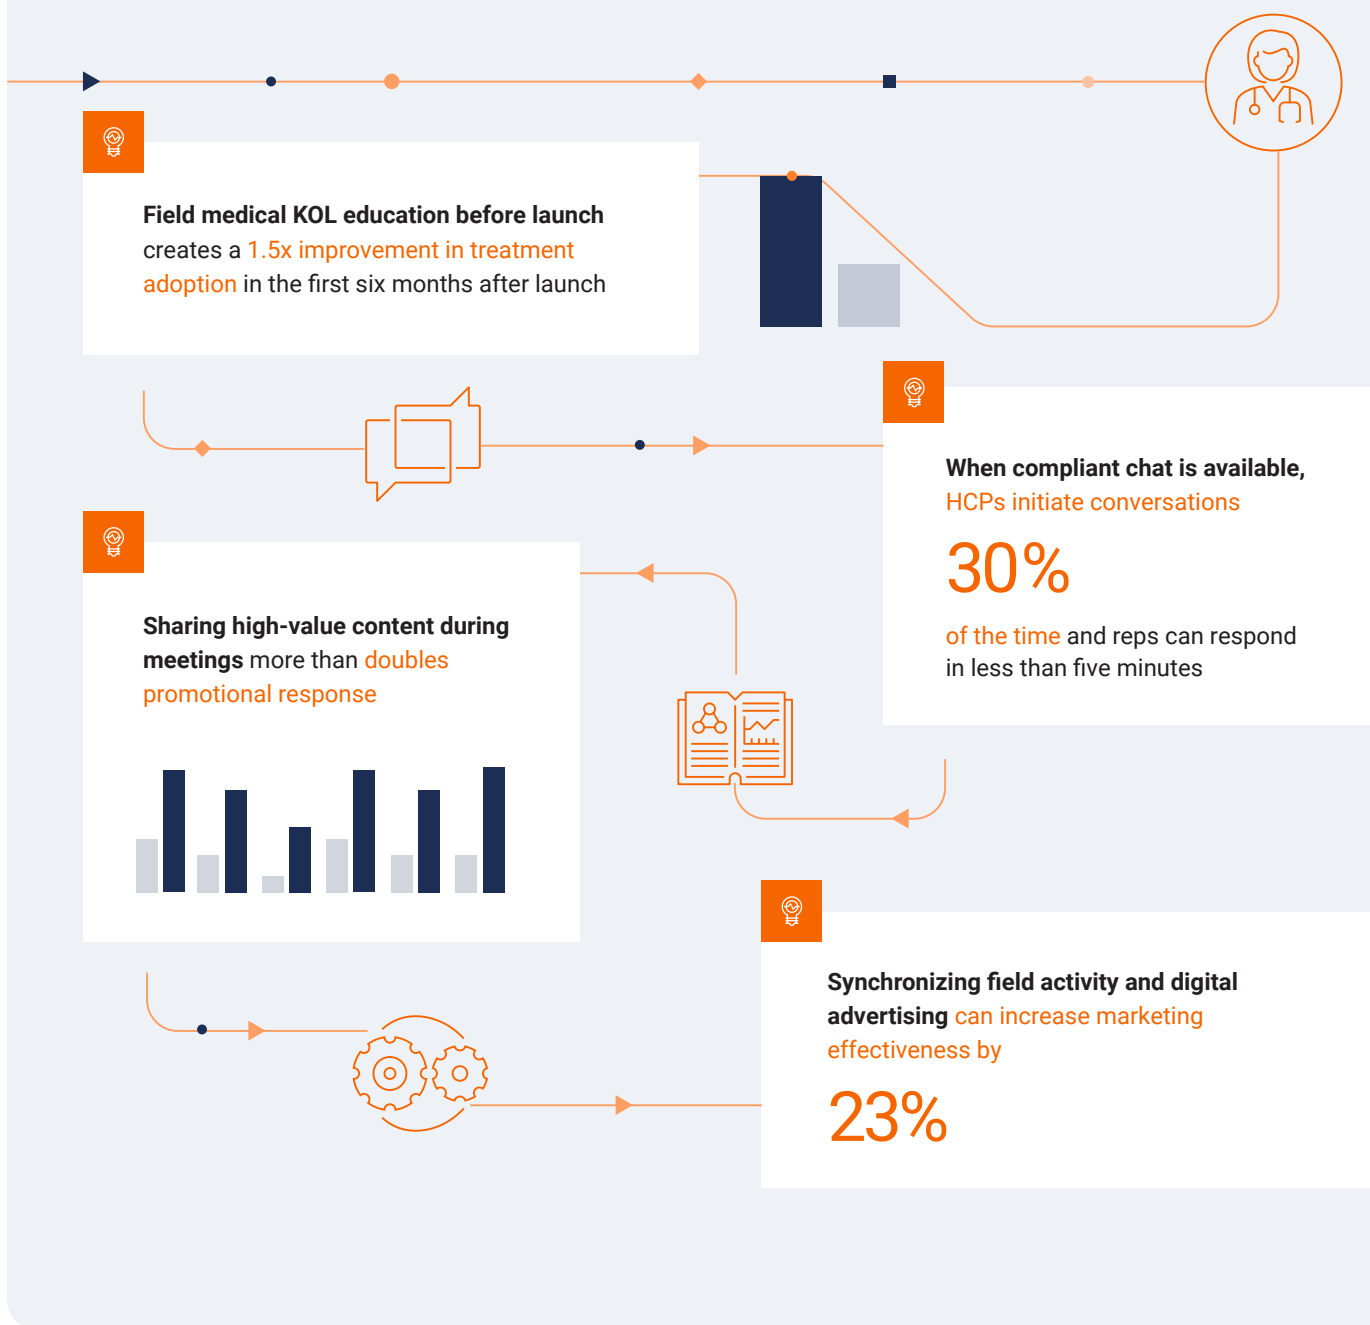 Field medical KOL education before launch
creates a 1.5x improvement in treatment
adoption in the first six months after launch
When compliant chat is available,
HCPs initiate conversations
30%
of the time and reps can respond
in less than five minutes
Sharing high-value content during
meetings more than doubles
promotional response
Synchronizing field activity and digital
advertising can increase marketing
effectiveness by
23%